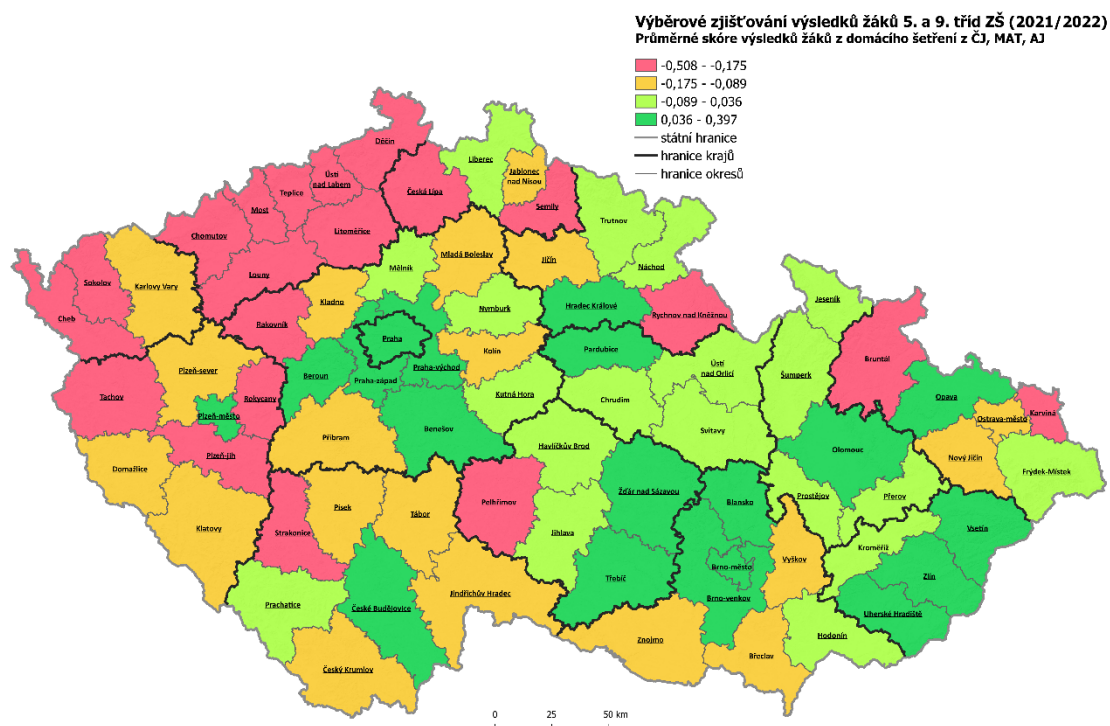 Výběrové zjišťování výsledků žáků 5. a 9. tříd ZŠ (2021/2022)
Průměrné skóre výsledků žáků z domácího šetření z ČJ, MAT, AJ
-0,508 - -0,175
-0,175 - -0,089
-0,089 - 0,036
0,036 - 0,397
státní hranice
hranice krajů
hranice okresů
Děčín
Liberec
Ústí
nad Labem
Jablonec
nad Nisou
Teplice
Česká Lípa
Most
Semily
Chomutov
Litoměřice
Trutnov
Mladá Boleslav
Jičín
Mělník
Náchod
Louny
Sokolov
Karlovy Vary
Kladno
Jeseník
Nymburk
Hradec Králové
Cheb
Rakovník
Rychnov nad Kněžnou
Praha
Bruntál
Kolín
Pardubice
Praha-východ
Ústí
nad Orlicí
Plzeň-sever
Beroun
Šumperk
Praha-západ
Tachov
Rokycany
Opava
Kutná Hora
Chrudim
Karviná
Plzeň-město
Ostrava-město
Benešov
Svitavy
Příbram
Havlíčkův Brod
Olomouc
Plzeň-jih
Nový Jičín
Domažlice
Frýdek-Místek
Žďár nad Sázavou
Prostějov
Přerov
Pelhřimov
Blansko
Písek
Tábor
Klatovy
Strakonice
Jihlava
Vsetín
Kroměříž
Vyškov
Třebíč
Brno-město
Zlín
Jindřichův Hradec
Brno-venkov
Prachatice
České Budějovice
Uherské Hradiště
Hodonín
Znojmo
Břeclav
Český Krumlov
0 25 50 km